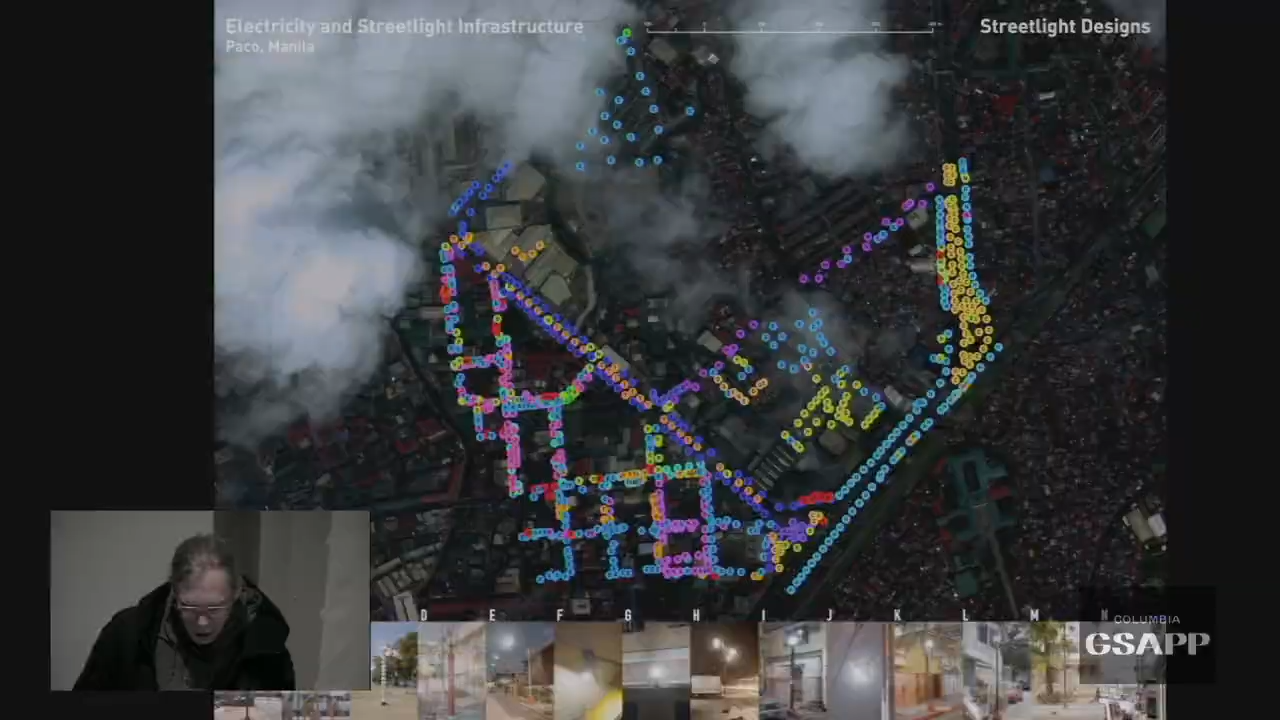 Electricity and Streetlight Infrastructure
Streetlight Designs
Paco, Manila
D E F G H I J K L M N
COLUMBIA
GSAPP